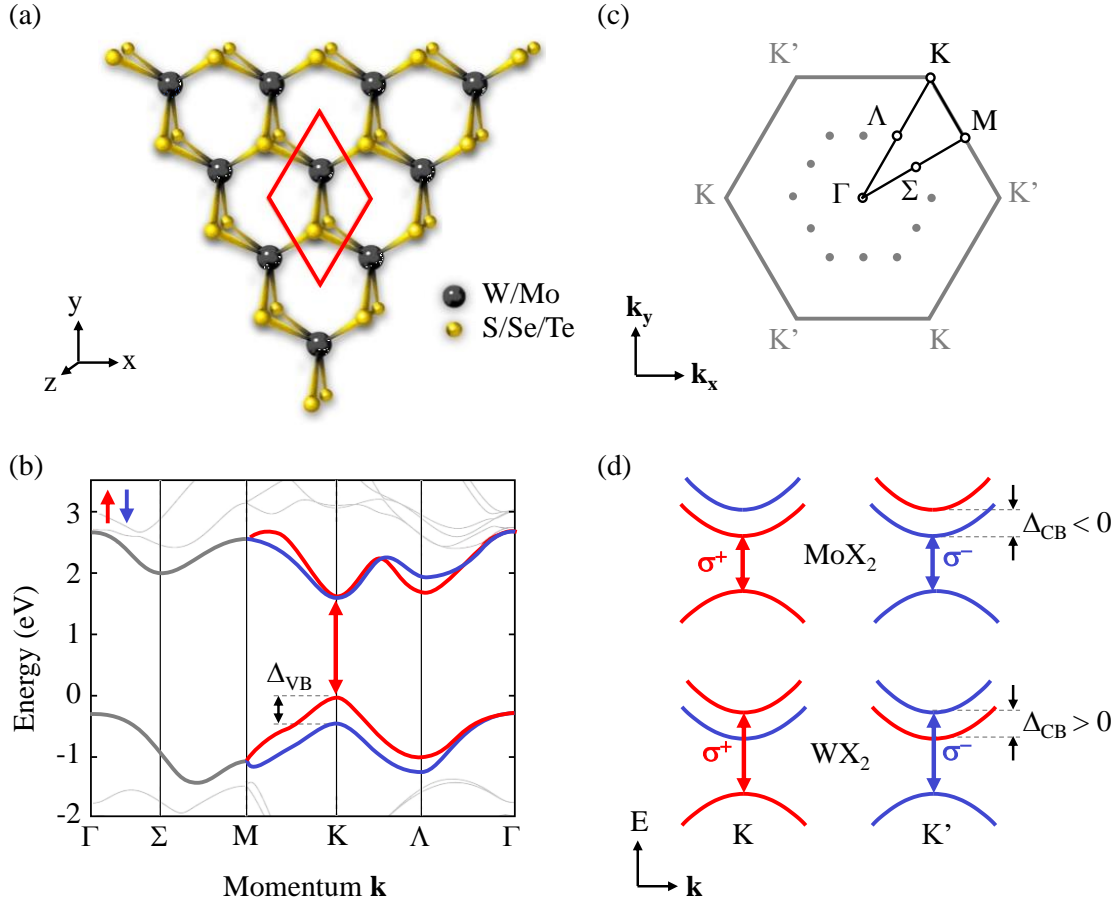 (a)
W/Mo
S/Se/Te
y
x
z
(c)
K'
K
Λ
M
Γ
Σ
K
K'
K'
K
k_y
k_x
(b)
Energy (eV)
3
2
1
0
-1
-2
Δ_VB
Γ
Σ
M
K
Λ
Γ
Momentum k
(d)
Δ_CB < 0
σ⁺
MoX₂
σ⁻
Δ_CB > 0
σ⁺
WX₂
σ⁻
E
K
K'
k